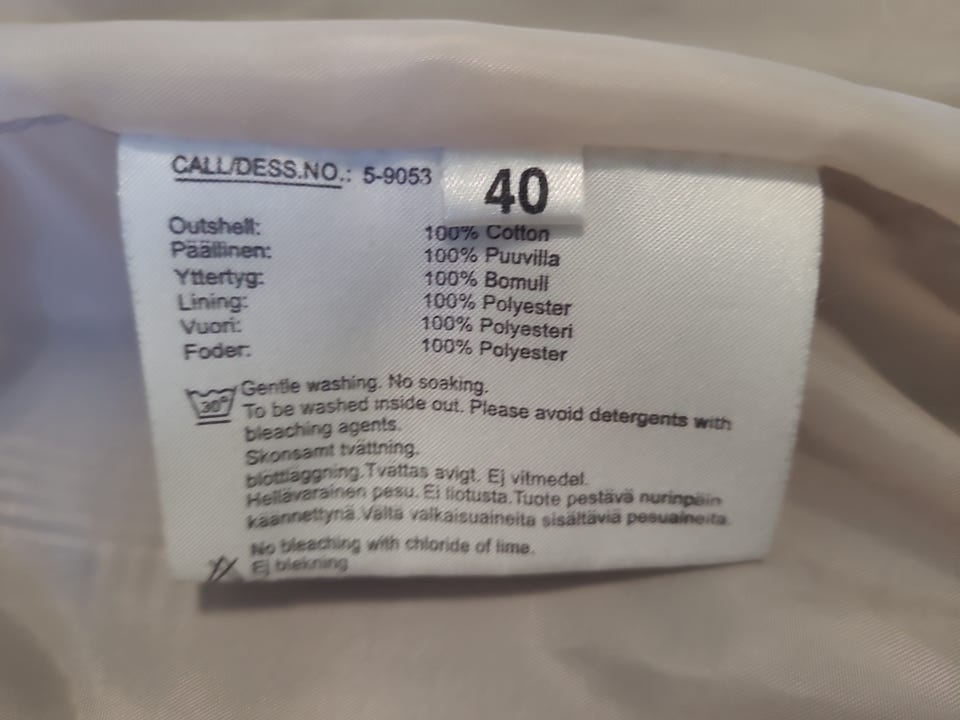 CALL/DESS.NO.: 5-9053
40
Outshell: 100% Cotton
Päällinen: 100% Puuvilla
Yttertyg: 100% Bomull
Lining: 100% Polyester
Vuori: 100% Polyesteri
Foder: 100% Polyester
30° Gentle washing. No soaking.
To be washed inside out. Please avoid detergents with
bleaching agents.
Skonsamt tvättning.
blötläggning.Tvättas avigt. Ej vitmedel.
Hellävarainen pesu. Ei liotusta.Tuote pestävä nurinpäin
käännettynä.Vältä valkaisuaineita sisältäviä pesuaineita.
No bleaching with chloride of lime.
Ej blekning